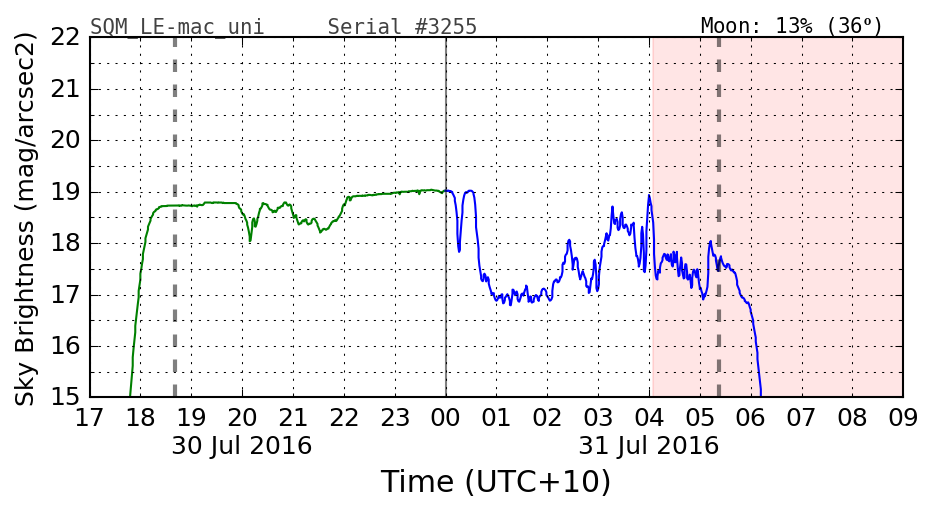 SQM_LE-mac_uni Serial #3255 Moon: 13% (36°)
22
21
20
19
18
17
16
15
Sky Brightness (mag/arcsec2)
17 18 19 20 21 22 23 00 01 02 03 04 05 06 07 08 09
30 Jul 2016 31 Jul 2016
Time (UTC+10)